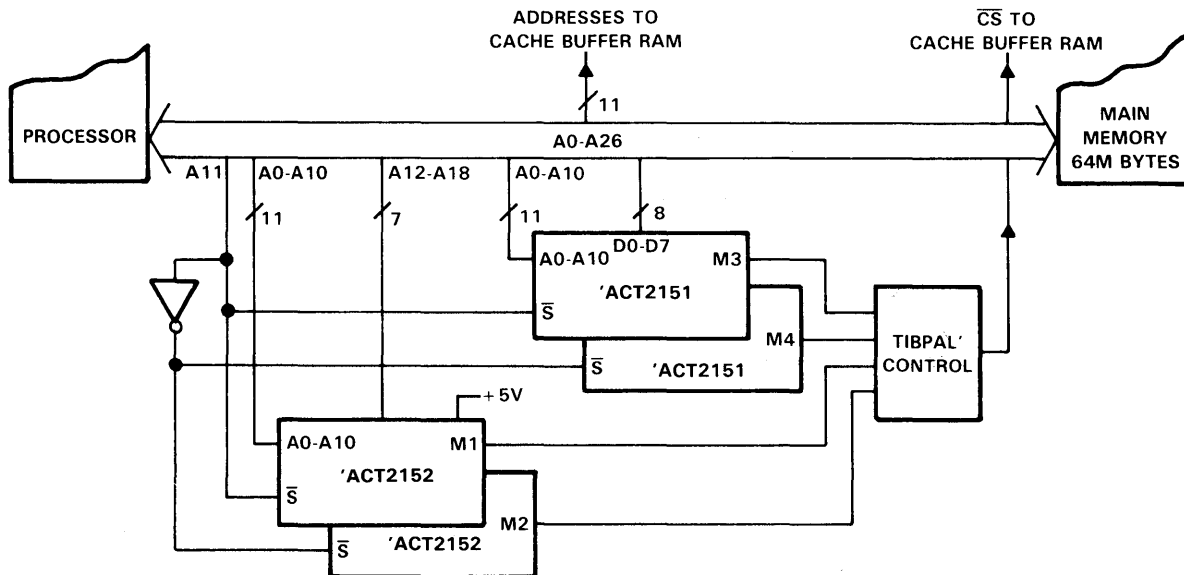 ADDRESSES TO
CACHE BUFFER RAM
C̅S̅ TO
CACHE BUFFER RAM
11
PROCESSOR
A0-A26
MAIN
MEMORY
64M BYTES
A11
A0-A10
A12-A18
A0-A10
11
7
11
8
D0-D7
A0-A10
M3
'ACT2151
S̅
M4
S̅
'ACT2151
TIBPAL'
CONTROL
+5V
A0-A10
M1
'ACT2152
S̅
M2
S̅
'ACT2152